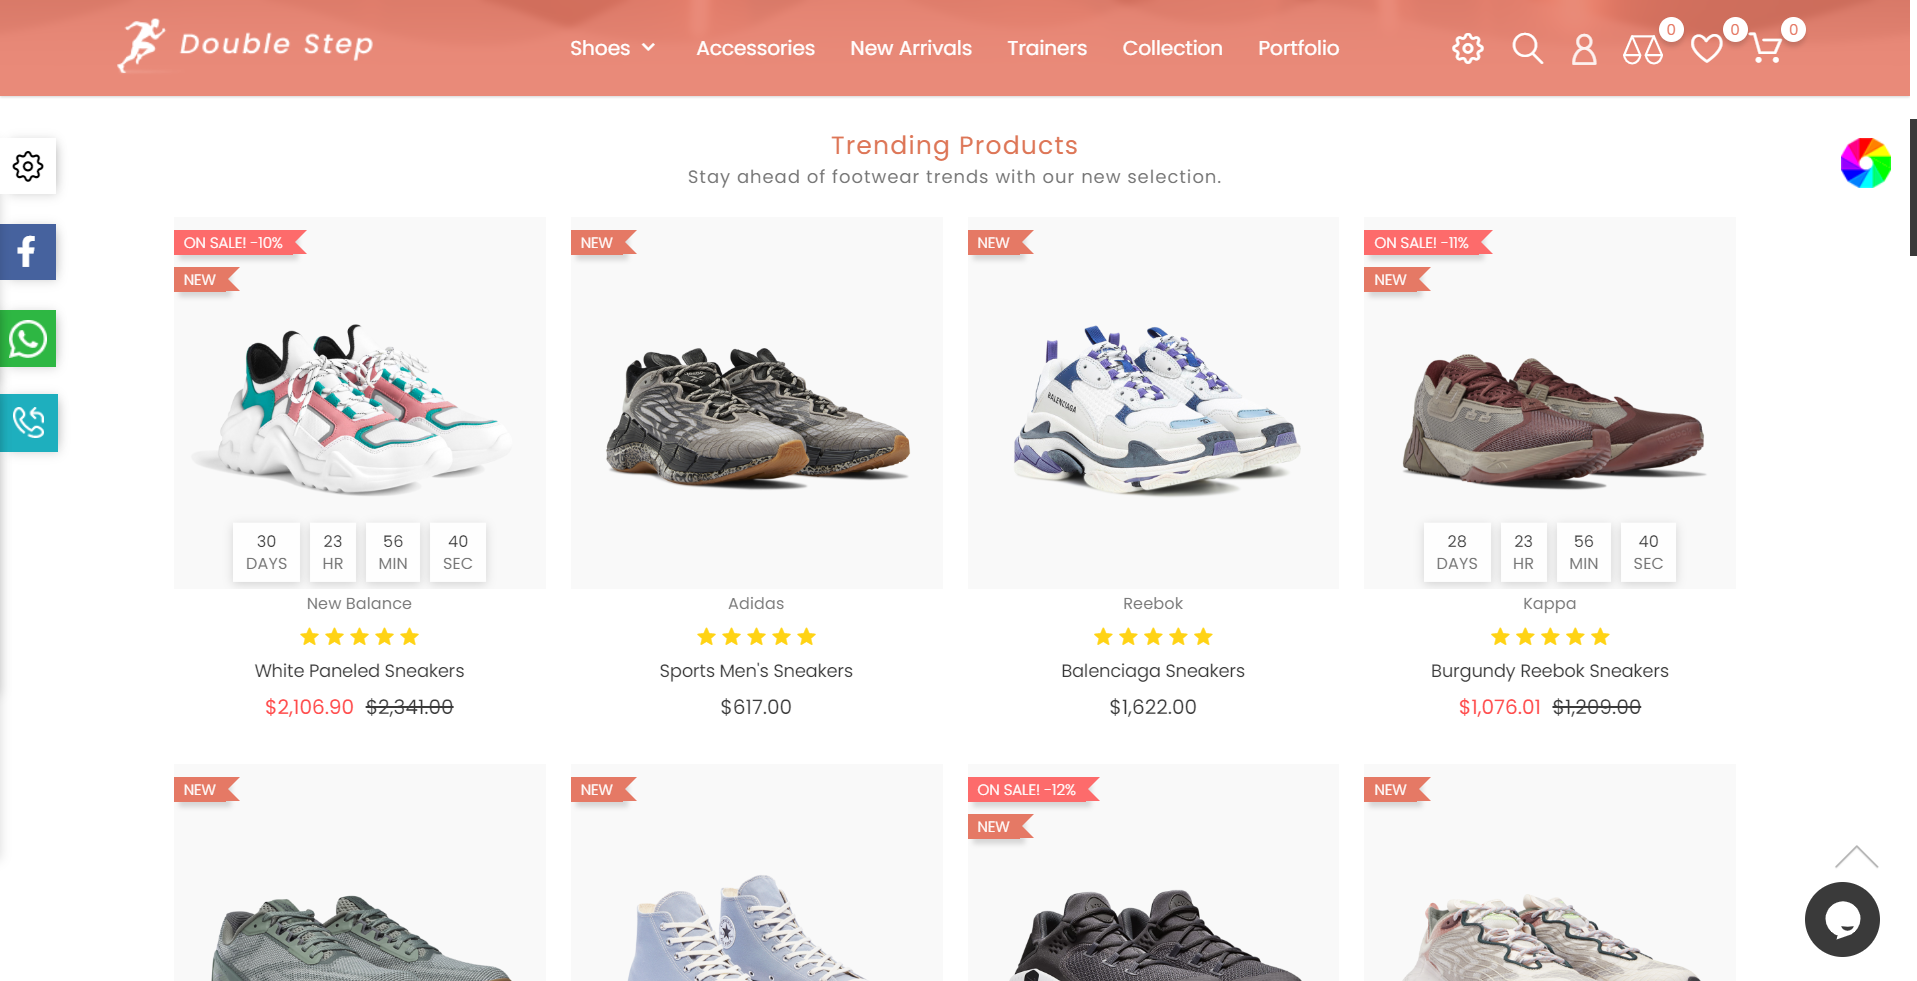 Double Step
Shoes Accessories New Arrivals Trainers Collection Portfolio
0 0 0
Trending Products
Stay ahead of footwear trends with our new selection.
ON SALE! -10%
NEW
30 DAYS 23 HR 56 MIN 40 SEC
New Balance
White Paneled Sneakers
$2,106.90 $2,341.00
NEW
Adidas
Sports Men's Sneakers
$617.00
NEW
BALENCIAGA
Reebok
Balenciaga Sneakers
$1,622.00
ON SALE! -11%
NEW
28 DAYS 23 HR 56 MIN 40 SEC
Kappa
Burgundy Reebok Sneakers
$1,076.01 $1,209.00
NEW
NEW
ON SALE! -12%
NEW
NEW